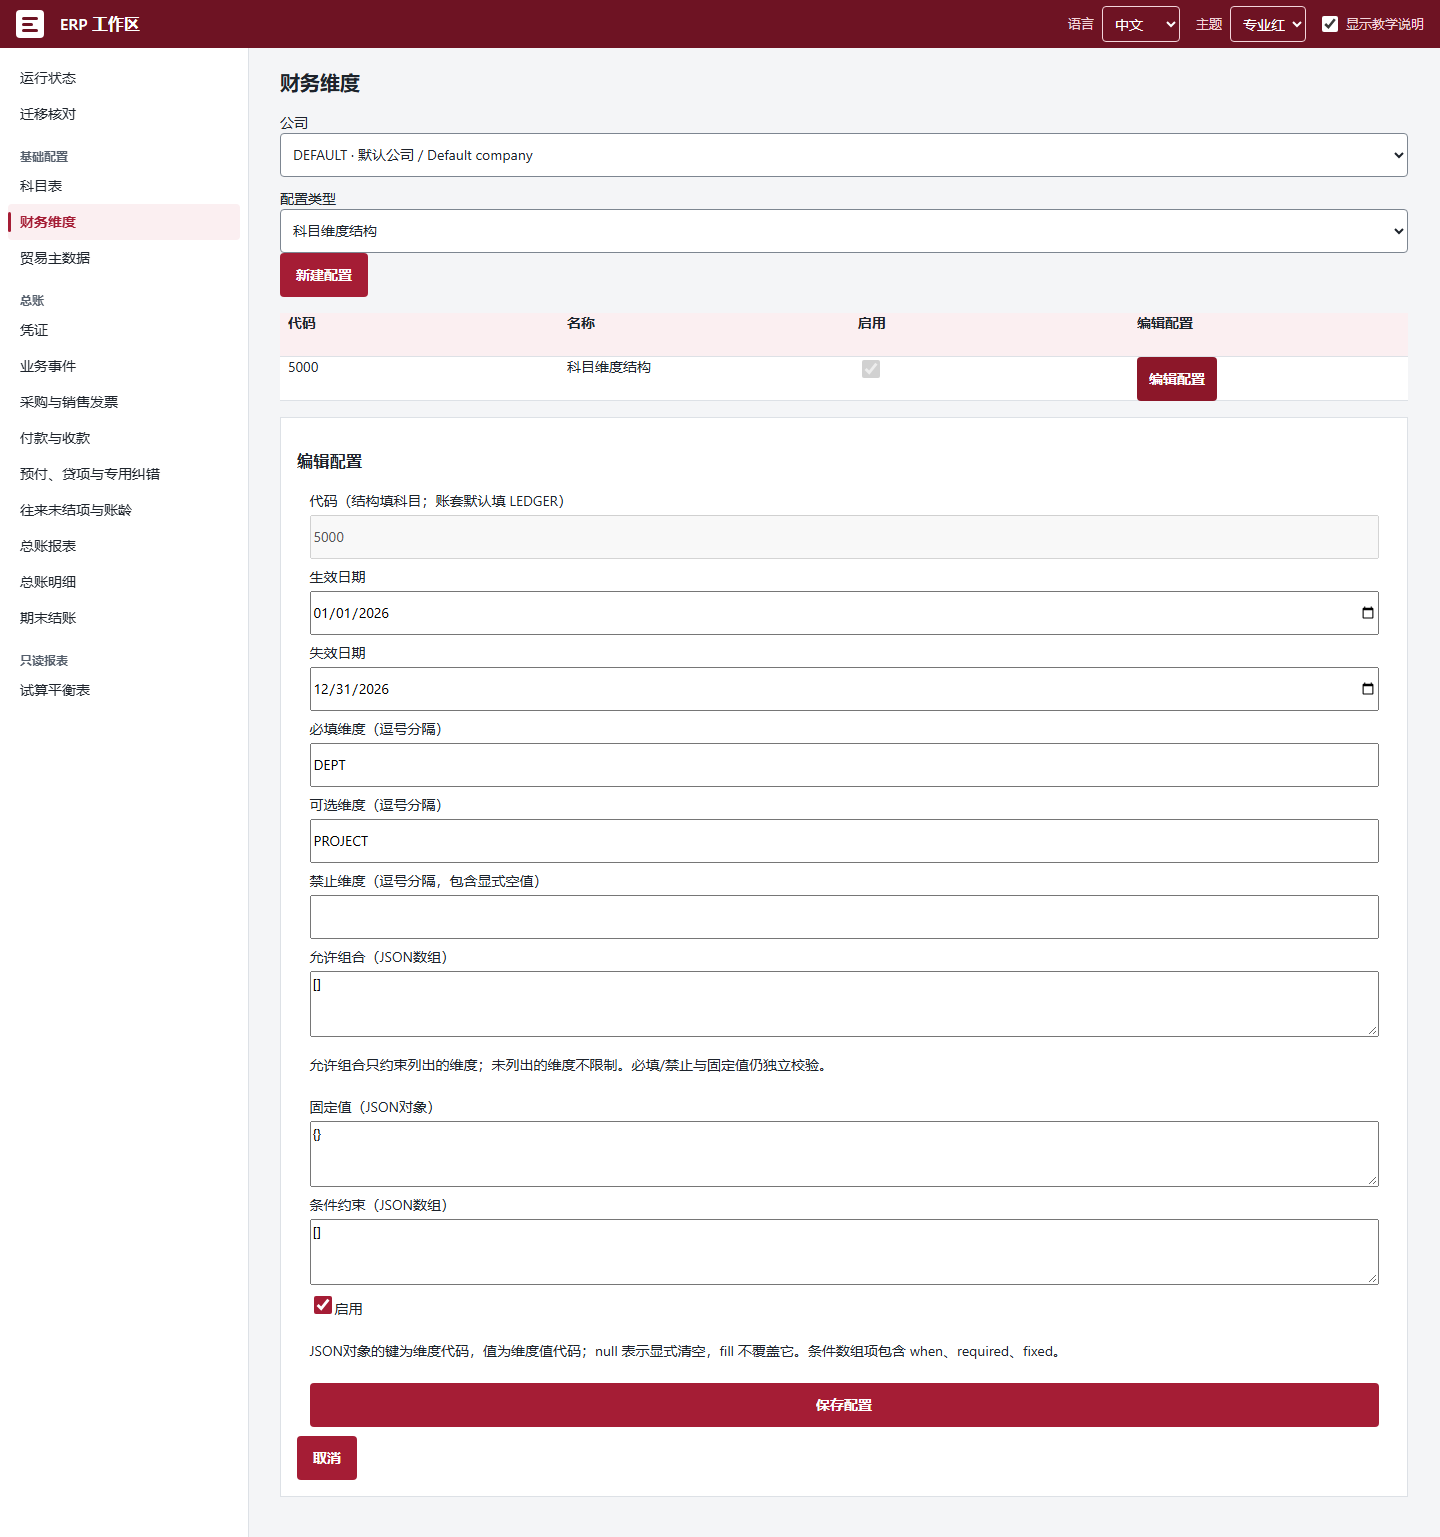 ERP 工作区
语言 中文 主题 专业红 显示教学说明
运行状态
迁移核对
基础配置
科目表
财务维度
贸易主数据
总账
凭证
业务事件
采购与销售发票
付款与收款
预付、贷项与专用纠错
往来未结项与账龄
总账报表
总账明细
期末结账
只读报表
试算平衡表
财务维度
公司
DEFAULT · 默认公司 / Default company
配置类型
科目维度结构
新建配置
代码 名称 启用 编辑配置
5000 科目维度结构 编辑配置
编辑配置
代码（结构填科目；账套默认填 LEDGER）
5000
生效日期
01/01/2026
失效日期
12/31/2026
必填维度（逗号分隔）
DEPT
可选维度（逗号分隔）
PROJECT
禁止维度（逗号分隔，包含显式空值）
允许组合（JSON数组）
[]
允许组合只约束列出的维度；未列出的维度不限制。必填/禁止与固定值仍独立校验。
固定值（JSON对象）
{}
条件约束（JSON数组）
[]
启用
JSON对象的键为维度代码，值为维度值代码；null 表示显式清空，fill 不覆盖它。条件数组项包含 when、required、fixed。
保存配置
取消